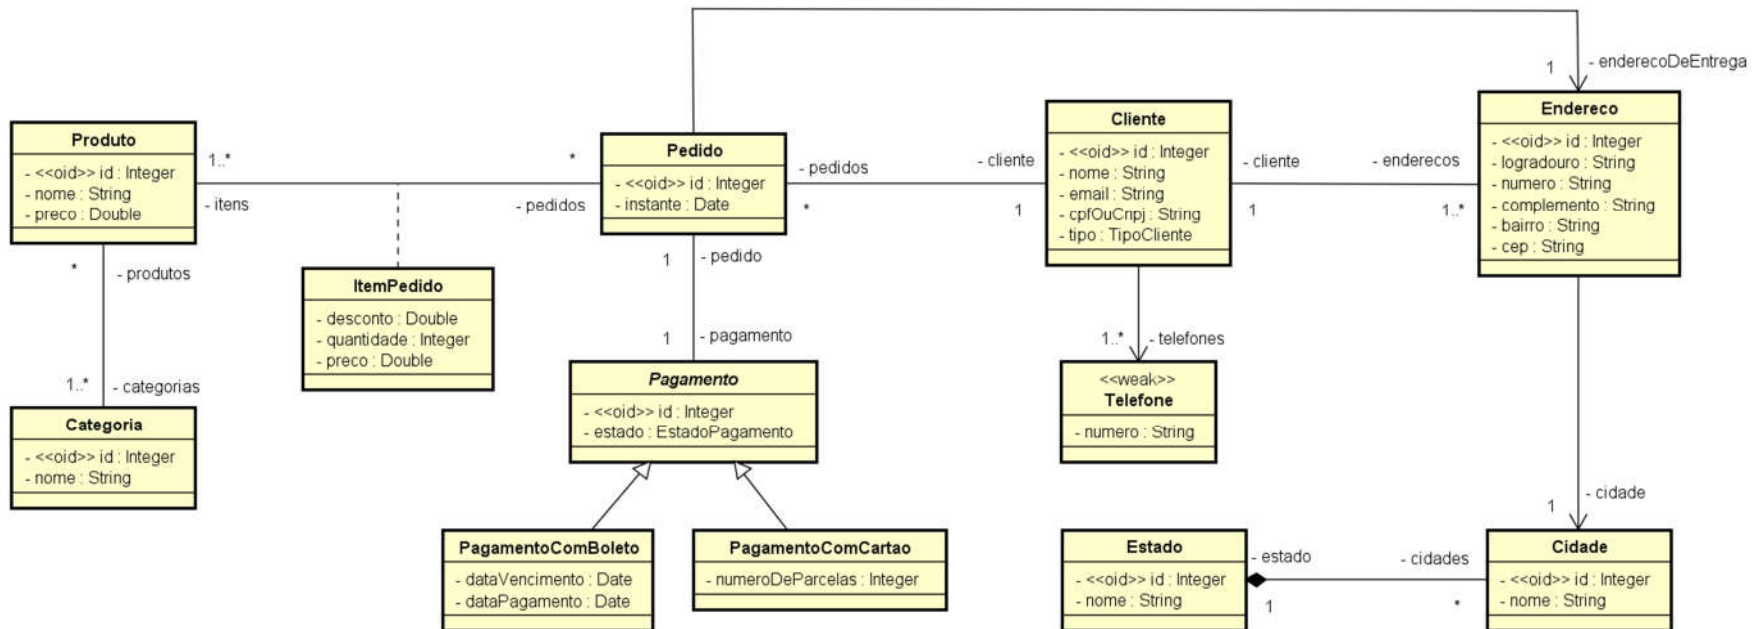 1
- enderecoDeEntrega
Produto
- <<oid>> id : Integer
- nome : String
- preco : Double
1..*
- itens
*
- pedidos
Pedido
- <<oid>> id : Integer
- instante : Date
- pedidos
*
- cliente
1
Cliente
- <<oid>> id : Integer
- nome : String
- email : String
- cpfOuCnpj : String
- tipo : TipoCliente
- cliente
1
- enderecos
1..*
Endereco
- <<oid>> id : Integer
- logradouro : String
- numero : String
- complemento : String
- bairro : String
- cep : String
*
- produtos
1..*
- categorias
Categoria
- <<oid>> id : Integer
- nome : String
ItemPedido
- desconto : Double
- quantidade : Integer
- preco : Double
1
- pedido
1
- pagamento
Pagamento
- <<oid>> id : Integer
- estado : EstadoPagamento
1..*
- telefones
<<weak>>
Telefone
- numero : String
PagamentoComBoleto
- dataVencimento : Date
- dataPagamento : Date
PagamentoComCartao
- numeroDeParcelas : Integer
1
- cidade
Estado
- <<oid>> id : Integer
- nome : String
- estado
1
- cidades
*
Cidade
- <<oid>> id : Integer
- nome : String